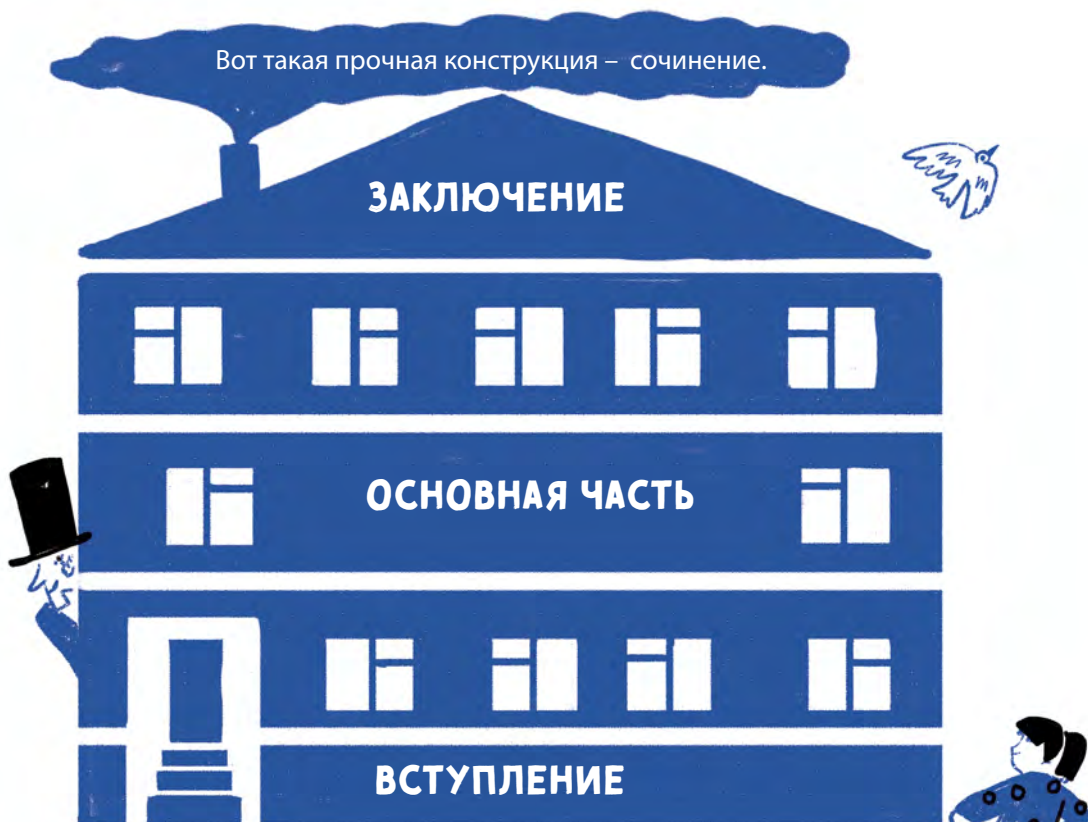 Вот такая прочная конструкция – сочинение.
ЗАКЛЮЧЕНИЕ
ОСНОВНАЯ ЧАСТЬ
ВСТУПЛЕНИЕ